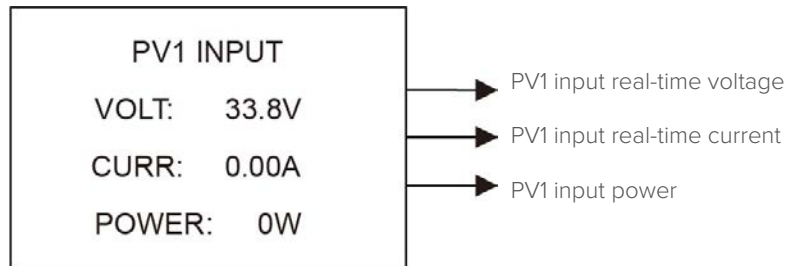 PV1 INPUT
VOLT: 33.8V
CURR: 0.00A
POWER: 0W
PV1 input real-time voltage
PV1 input real-time current
PV1 input power